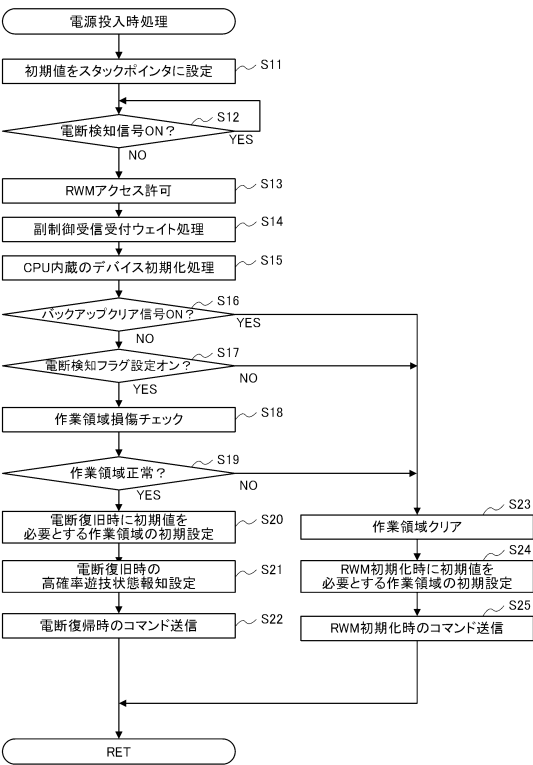 電源投入時処理
初期値をスタックポインタに設定
S11
電断検知信号ON？
S12
YES
NO
RWMアクセス許可
S13
副制御受信受付ウェイト処理
S14
CPU内蔵のデバイス初期化処理
S15
バックアップクリア信号ON？
S16
YES
NO
電断検知フラグ設定オン？
S17
NO
YES
作業領域損傷チェック
S18
作業領域正常？
S19
NO
YES
電断復旧時に初期値を
必要とする作業領域の初期設定
S20
電断復旧時の
高確率遊技状態報知設定
S21
電断復帰時のコマンド送信
S22
作業領域クリア
S23
RWM初期化時に初期値を
必要とする作業領域の初期設定
S24
RWM初期化時のコマンド送信
S25
RET